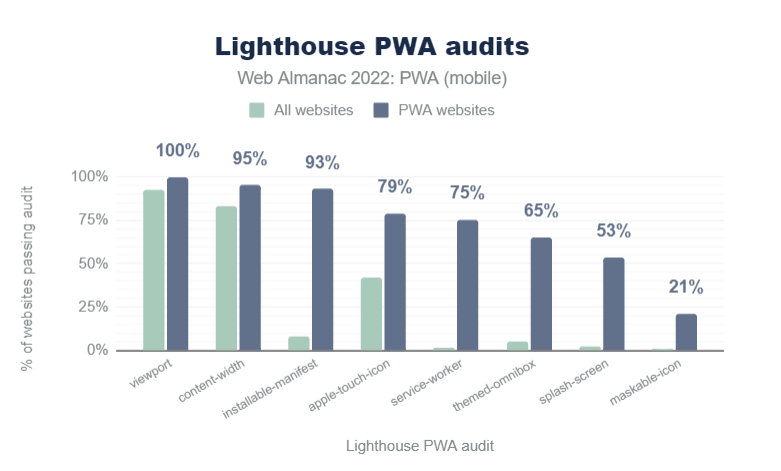 Lighthouse PWA audits
Web Almanac 2022: PWA (mobile)
All websites PWA websites
% of websites passing audit
100%
75%
50%
25%
0%
100% 95% 93% 79% 75% 65% 53% 21%
viewport content-width installable-manifest apple-touch-icon service-worker themed-omnibox splash-screen maskable-icon
Lighthouse PWA audit